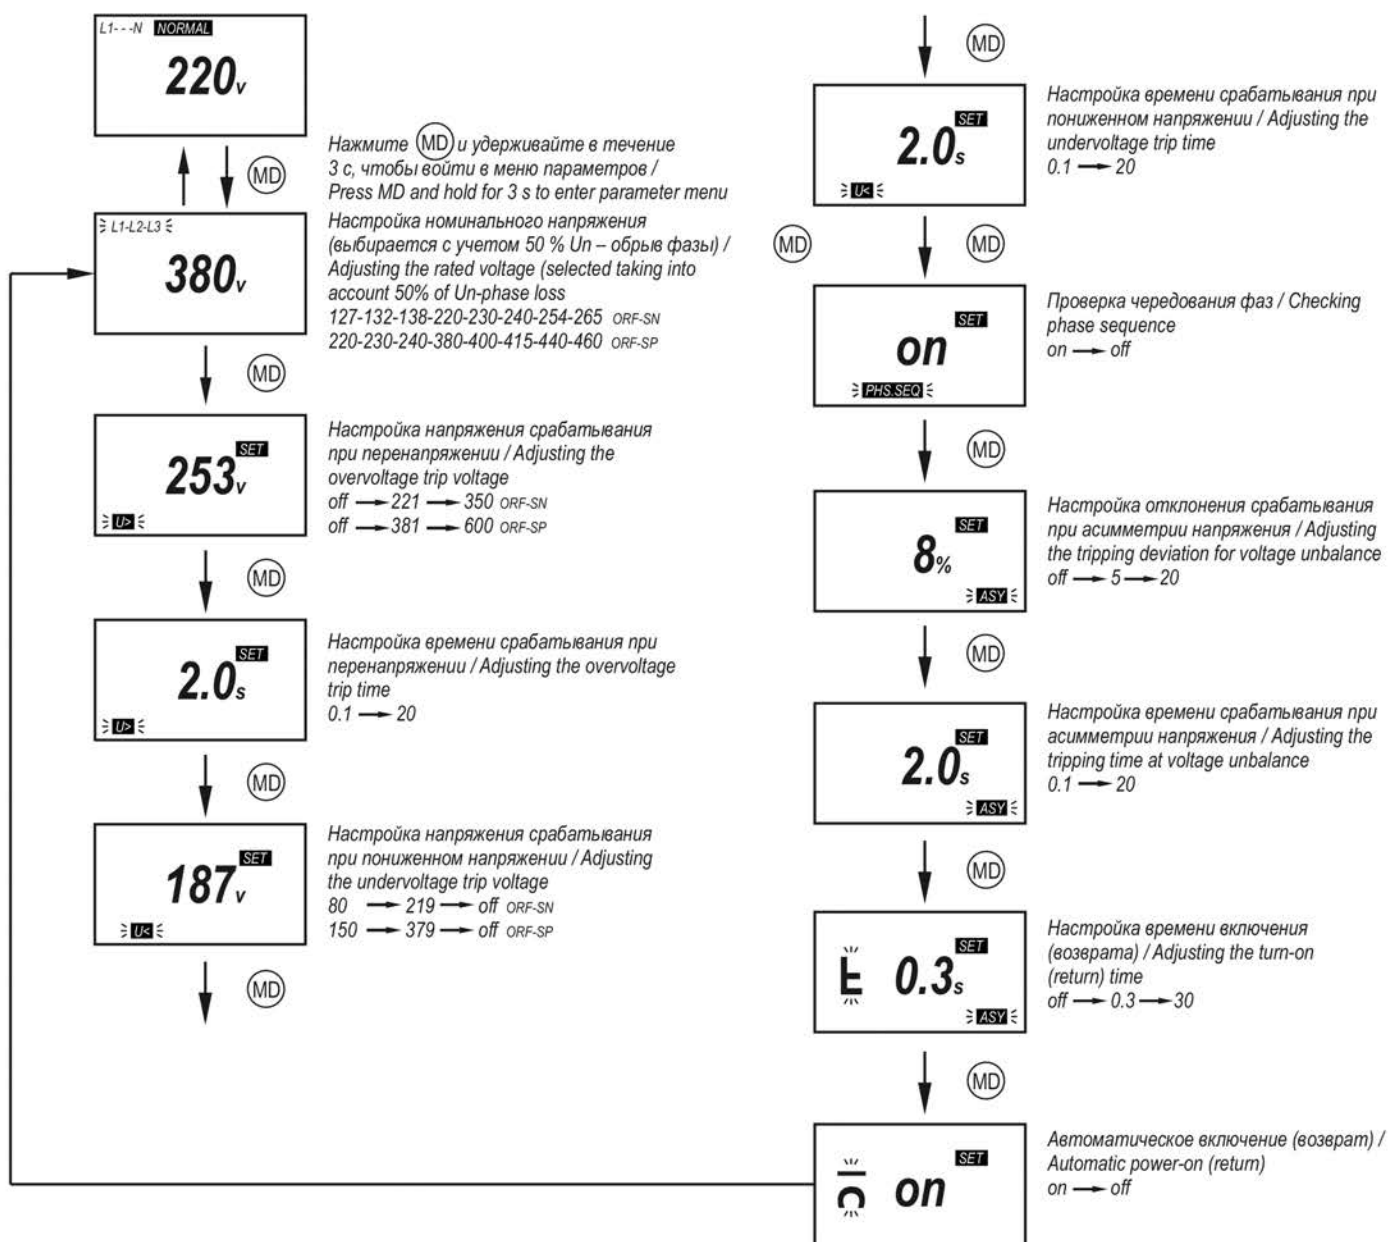 L1- - -N NORMAL
220v
MD
Нажмите MD и удерживайте в течение
3 с, чтобы войти в меню параметров /
Press MD and hold for 3 s to enter parameter menu
L1-L2-L3
380v
Настройка номинального напряжения
(выбирается с учетом 50 % Un – обрыв фазы) /
Adjusting the rated voltage (selected taking into
account 50% of Un-phase loss
127-132-138-220-230-240-254-265 ORF-SN
220-230-240-380-400-415-440-460 ORF-SP
MD
SET
253v
U>
Настройка напряжения срабатывания
при перенапряжении / Adjusting the
overvoltage trip voltage
off → 221 → 350 ORF-SN
off → 381 → 600 ORF-SP
MD
SET
2.0s
U>
Настройка времени срабатывания при
перенапряжении / Adjusting the overvoltage
trip time
0.1 → 20
MD
SET
187v
U<
Настройка напряжения срабатывания
при пониженном напряжении / Adjusting
the undervoltage trip voltage
80 → 219 → off ORF-SN
150 → 379 → off ORF-SP
MD
MD
SET
2.0s
U<
Настройка времени срабатывания при
пониженном напряжении / Adjusting the
undervoltage trip time
0.1 → 20
MD
MD
SET
on
PHS.SEQ
Проверка чередования фаз / Checking
phase sequence
on → off
MD
SET
8%
ASY
Настройка отклонения срабатывания
при асимметрии напряжения / Adjusting
the tripping deviation for voltage unbalance
off → 5 → 20
MD
SET
2.0s
ASY
Настройка времени срабатывания при
асимметрии напряжения / Adjusting the
tripping time at voltage unbalance
0.1 → 20
MD
SET
t 0.3s
ASY
Настройка времени включения
(возврата) / Adjusting the turn-on
(return) time
off → 0.3 → 30
MD
SET
on
Автоматическое включение (возврат) /
Automatic power-on (return)
on → off